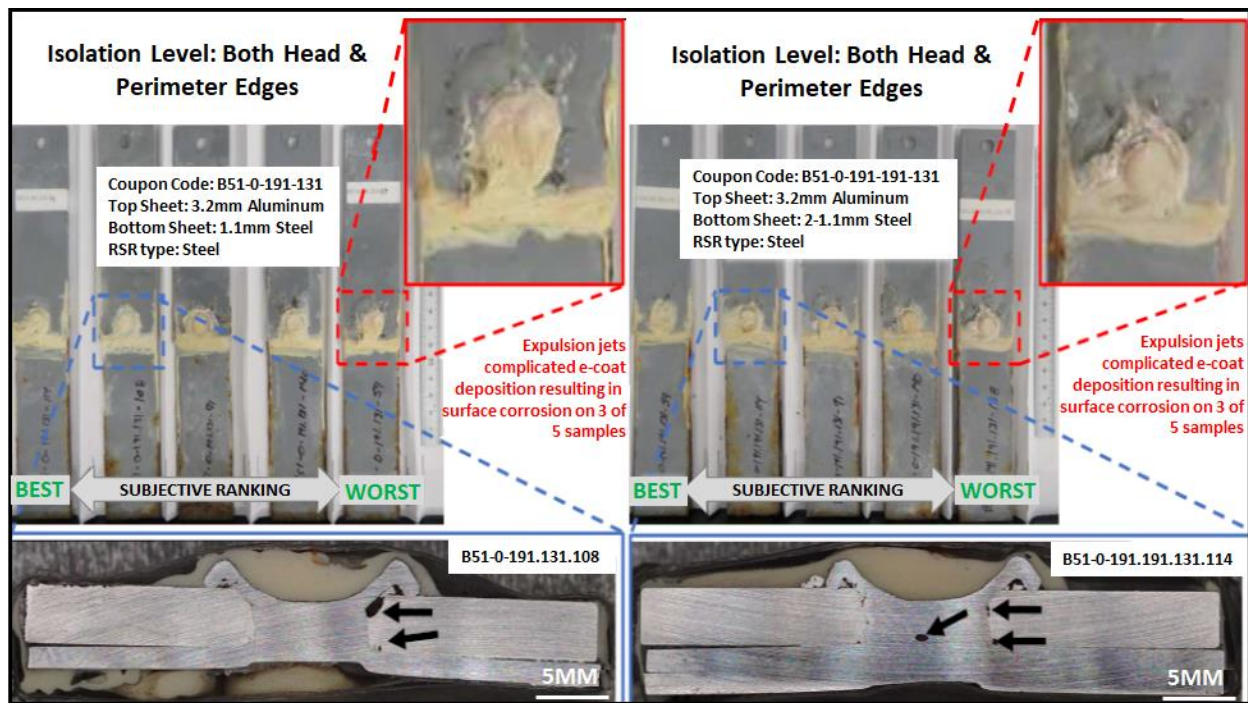 Isolation Level: Both Head &
Perimeter Edges
Coupon Code: B51-0-191-131
Top Sheet: 3.2mm Aluminum
Bottom Sheet: 1.1mm Steel
RSR type: Steel
Expulsion jets
complicated e-coat
deposition resulting in
surface corrosion on 3 of
5 samples
BEST
SUBJECTIVE RANKING
WORST
B51-0-191.131.108
5MM
Isolation Level: Both Head &
Perimeter Edges
Coupon Code: B51-0-191-191-131
Top Sheet: 3.2mm Aluminum
Bottom Sheet: 2-1.1mm Steel
RSR type: Steel
Expulsion jets
complicated e-coat
deposition resulting in
surface corrosion on 3 of
5 samples
BEST
SUBJECTIVE RANKING
WORST
B51-0-191.191.131.114
5MM